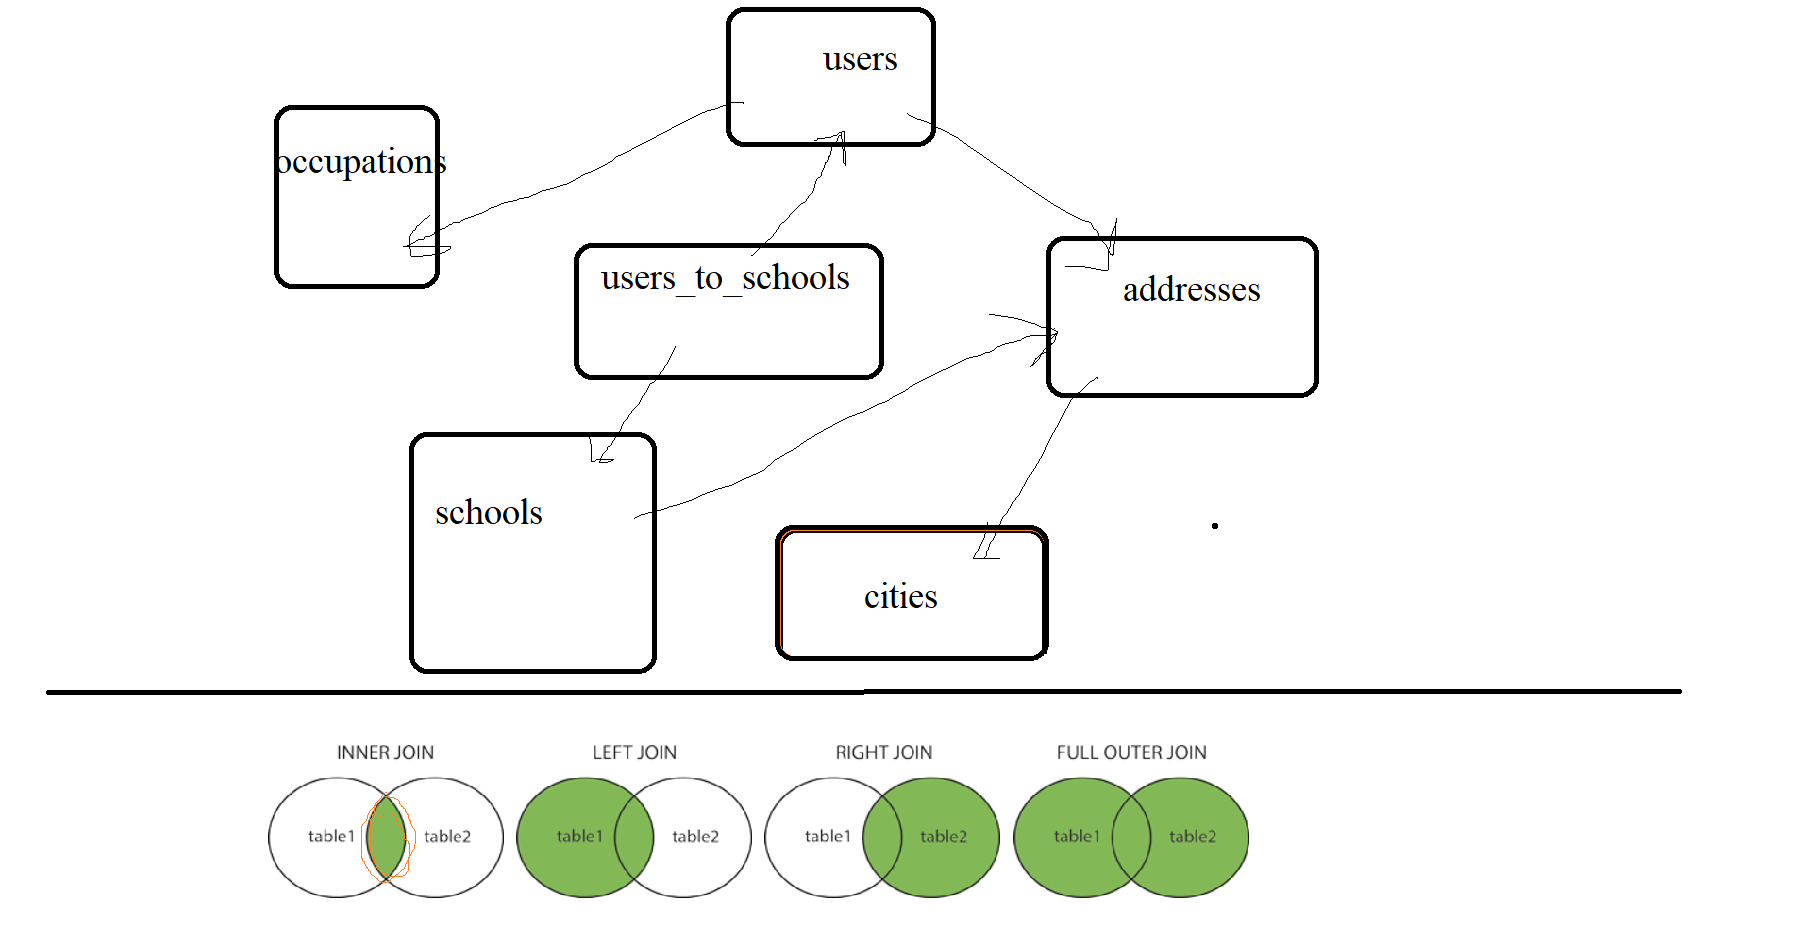 users
occupations
users_to_schools
addresses
schools
cities
INNER JOIN
LEFT JOIN
RIGHT JOIN
FULL OUTER JOIN
table1 table2
table1 table2
table1 table2
table1 table2